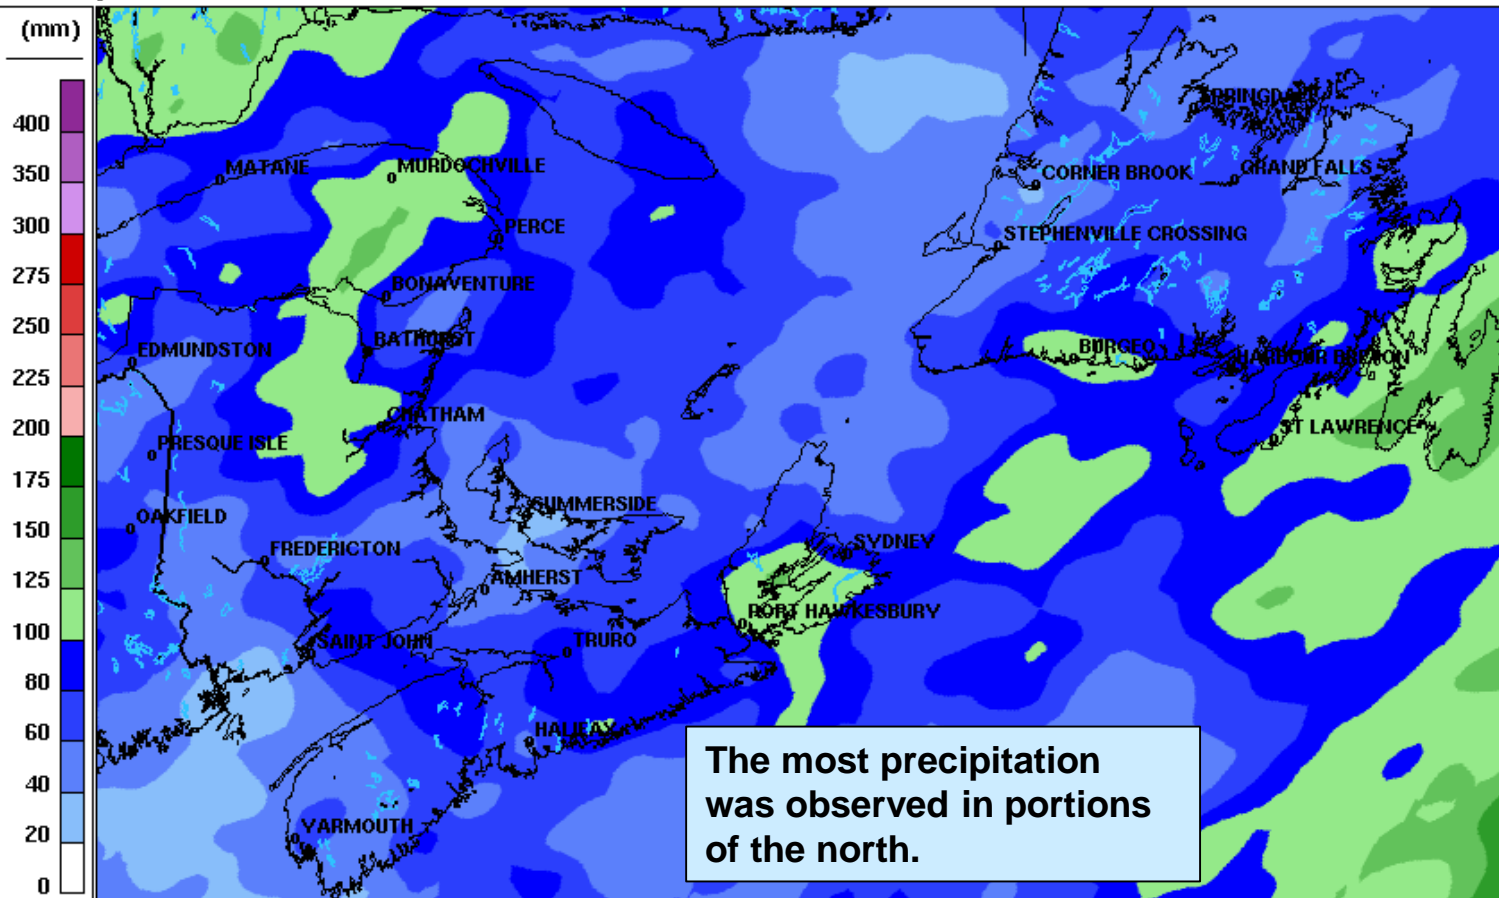 (mm)
400
350
300
275
250
225
200
175
150
125
100
80
60
40
20
0
SPRINGDALE
MATANE
MURDOCHVILLE
CORNER BROOK
GRAND FALLS
PERCE
STEPHENVILLE CROSSING
BONAVENTURE
BATHURST
EDMUNDSTON
BURGEO
HARBOUR BRETON
CHATHAM
PRESQUE ISLE
ST LAWRENCE
SUMMERSIDE
OAKFIELD
FREDERICTON
SYDNEY
AMHERST
PORT HAWKESBURY
SAINT JOHN
TRURO
HALIFAX
YARMOUTH
The most precipitation
was observed in portions
of the north.